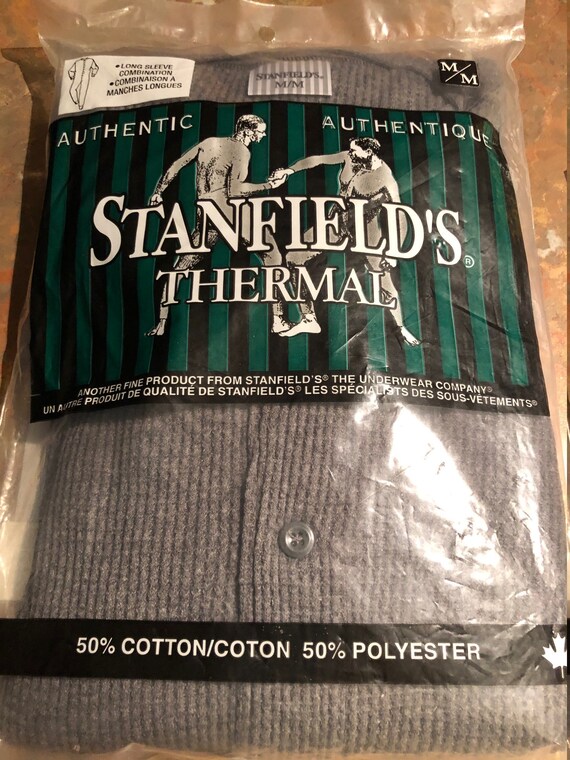 • LONG SLEEVE
COMBINATION
• COMBINAISON À
MANCHES LONGUES
STANFIELD'S
M/M
M/M
AUTHENTIC AUTHENTIQUE
STANFIELD'S®
THERMAL
ANOTHER FINE PRODUCT FROM STANFIELD'S® THE UNDERWEAR COMPANY®
UN AUTRE PRODUIT DE QUALITÉ DE STANFIELD'S® LES SPÉCIALISTES DES SOUS-VÊTEMENTS®
50% COTTON/COTON 50% POLYESTER